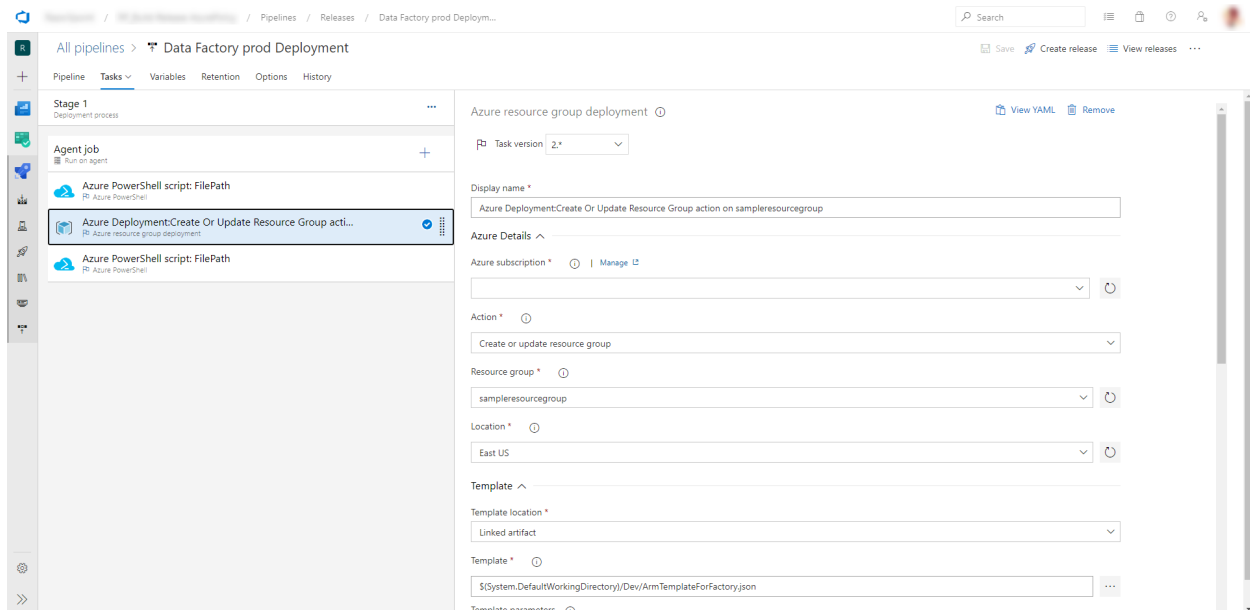 / / Pipelines / Releases / Data Factory prod Deploym...
Search
R
All pipelines > Data Factory prod Deployment
Save Create release View releases ...
Pipeline Tasks Variables Retention Options History
Stage 1
Deployment process
...
Agent job
Run on agent
Azure PowerShell script: FilePath
Azure PowerShell
Azure Deployment:Create Or Update Resource Group acti...
Azure resource group deployment
Azure PowerShell script: FilePath
Azure PowerShell
Azure resource group deployment
View YAML Remove
Task version 2.*
Display name *
Azure Deployment:Create Or Update Resource Group action on sampleresourcegroup
Azure Details
Azure subscription * | Manage
Action *
Create or update resource group
Resource group *
sampleresourcegroup
Location *
East US
Template
Template location *
Linked artifact
Template *
$(System.DefaultWorkingDirectory)/Dev/ArmTemplateForFactory.json
...
Template parameters